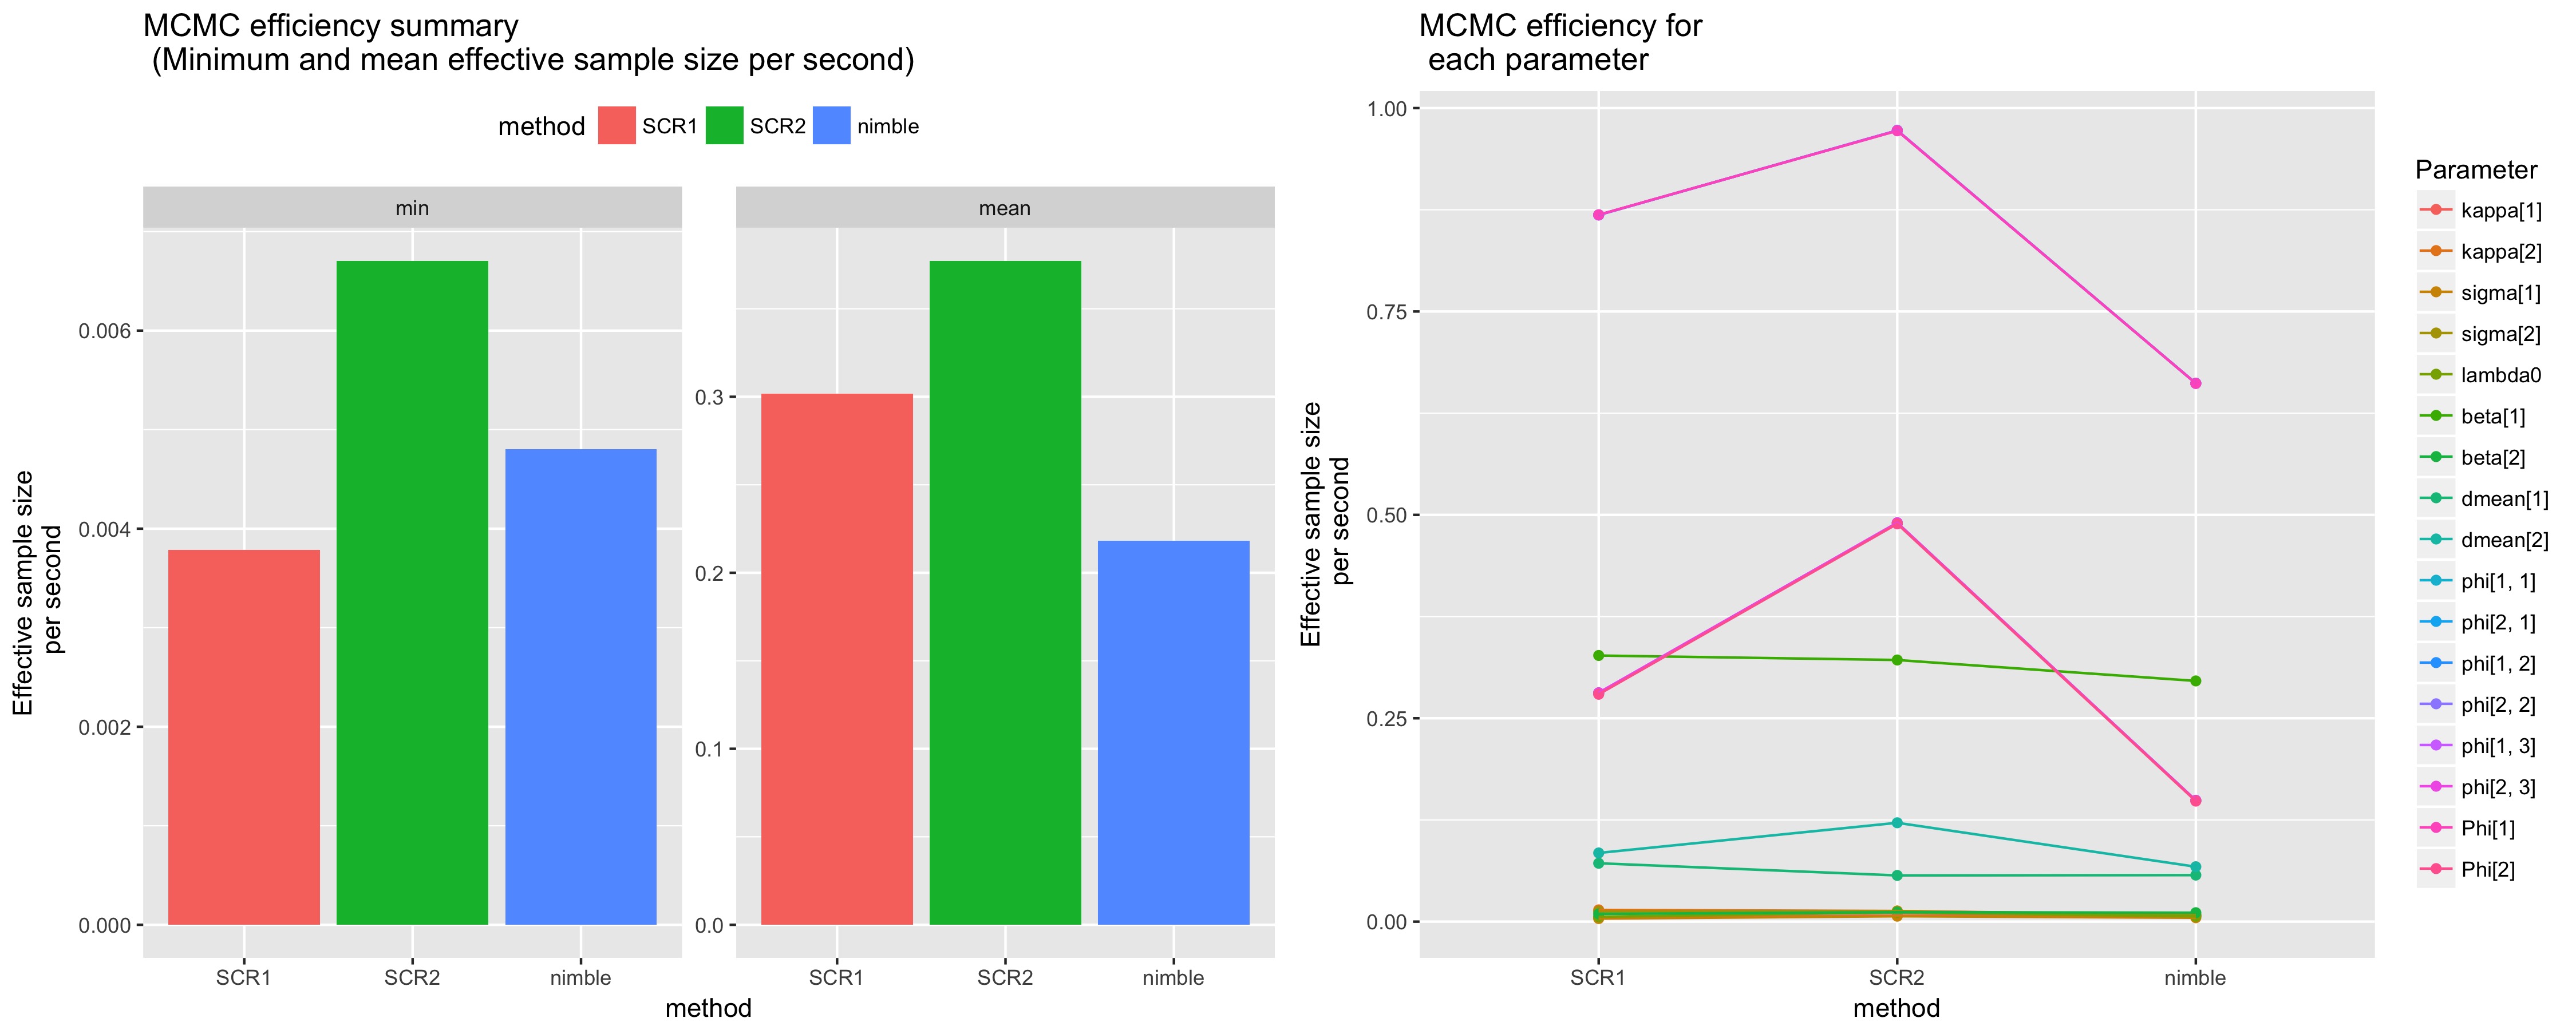 MCMC efficiency summary
(Minimum and mean effective sample size per second)
method SCR1 SCR2 nimble
min
mean
Effective sample size
per second
0.006
0.004
0.002
0.000
0.3
0.2
0.1
0.0
SCR1 SCR2 nimble
SCR1 SCR2 nimble
method
MCMC efficiency for
each parameter
Effective sample size
per second
1.00
0.75
0.50
0.25
0.00
SCR1 SCR2 nimble
method
Parameter
kappa[1]
kappa[2]
sigma[1]
sigma[2]
lambda0
beta[1]
beta[2]
dmean[1]
dmean[2]
phi[1, 1]
phi[2, 1]
phi[1, 2]
phi[2, 2]
phi[1, 3]
phi[2, 3]
Phi[1]
Phi[2]